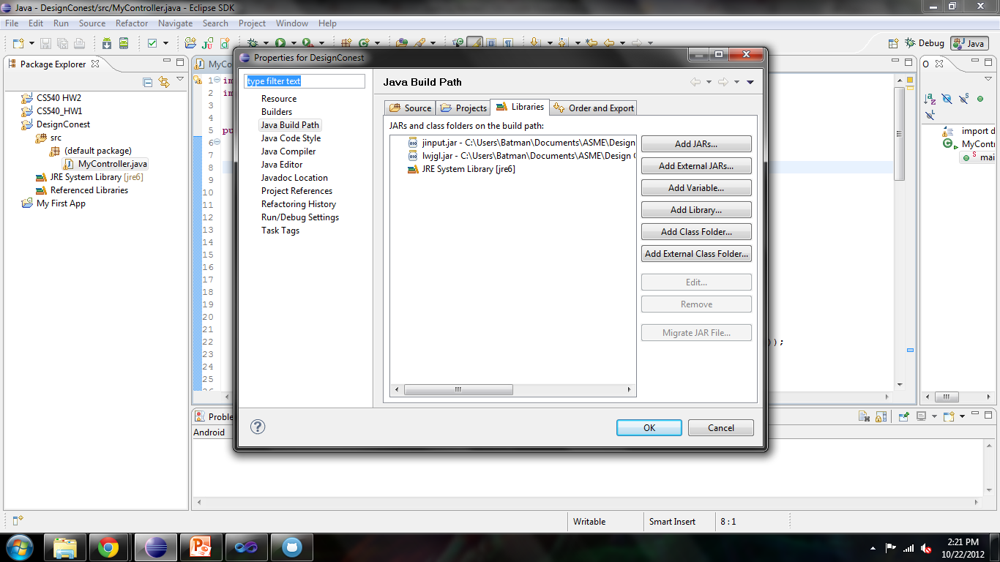 Java - DesignConest/src/MyController.java - Eclipse SDK
File Edit Run Source Refactor Navigate Search Project Window Help
Debug Java
Package Explorer
CS540 HW2
CS540_HW1
DesignConest
src
(default package)
MyController.java
JRE System Library [jre6]
Referenced Libraries
My First App
MyCo
1 im
2 im
3
4
5 pu
6
7
8
9
10
11
12
13
14
15
16
17
18
19
20
21
22 );
23
24
25
Properties for DesignConest
type filter text
Resource
Builders
Java Build Path
Java Code Style
Java Compiler
Java Editor
Javadoc Location
Project References
Refactoring History
Run/Debug Settings
Task Tags
Java Build Path
Source Projects Libraries Order and Export
JARs and class folders on the build path:
jinput.jar - C:\Users\Batman\Documents\ASME\Design
lwjgl.jar - C:\Users\Batman\Documents\ASME\Design C
JRE System Library [jre6]
Add JARs...
Add External JARs...
Add Variable...
Add Library...
Add Class Folder...
Add External Class Folder...
Edit...
Remove
Migrate JAR File...
OK Cancel
O
import d
MyContr
S
mai
Proble
Android
Writable Smart Insert 8 : 1
2:21 PM
10/22/2012